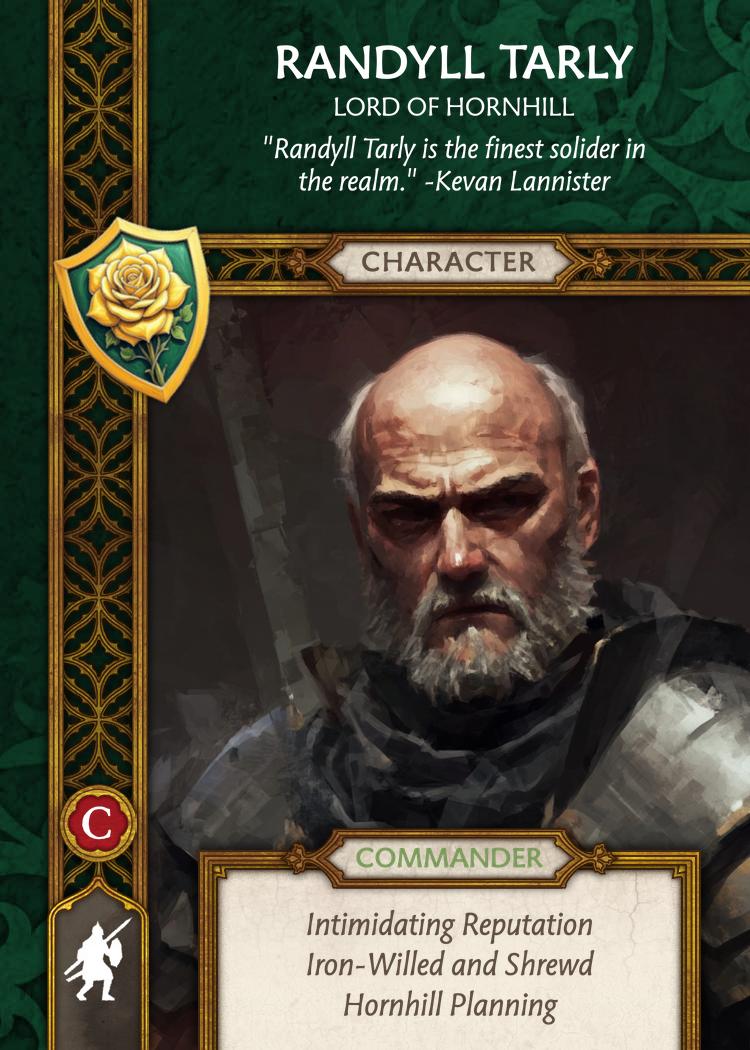 RANDYLL TARLY
LORD OF HORNHILL
"Randyll Tarly is the finest solider in
the realm." -Kevan Lannister
CHARACTER
C
COMMANDER
Intimidating Reputation
Iron-Willed and Shrewd
Hornhill Planning